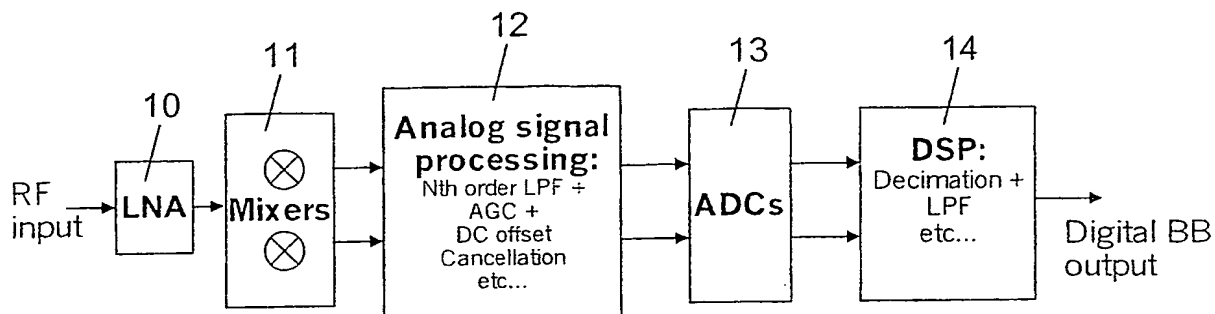 10
11
12
13
14
RF
input
LNA
Mixers
Analog signal
processing:
Nth order LPF ÷
AGC +
DC offset
Cancellation
etc...
ADCs
DSP:
Decimation +
LPF
etc...
Digital BB
output